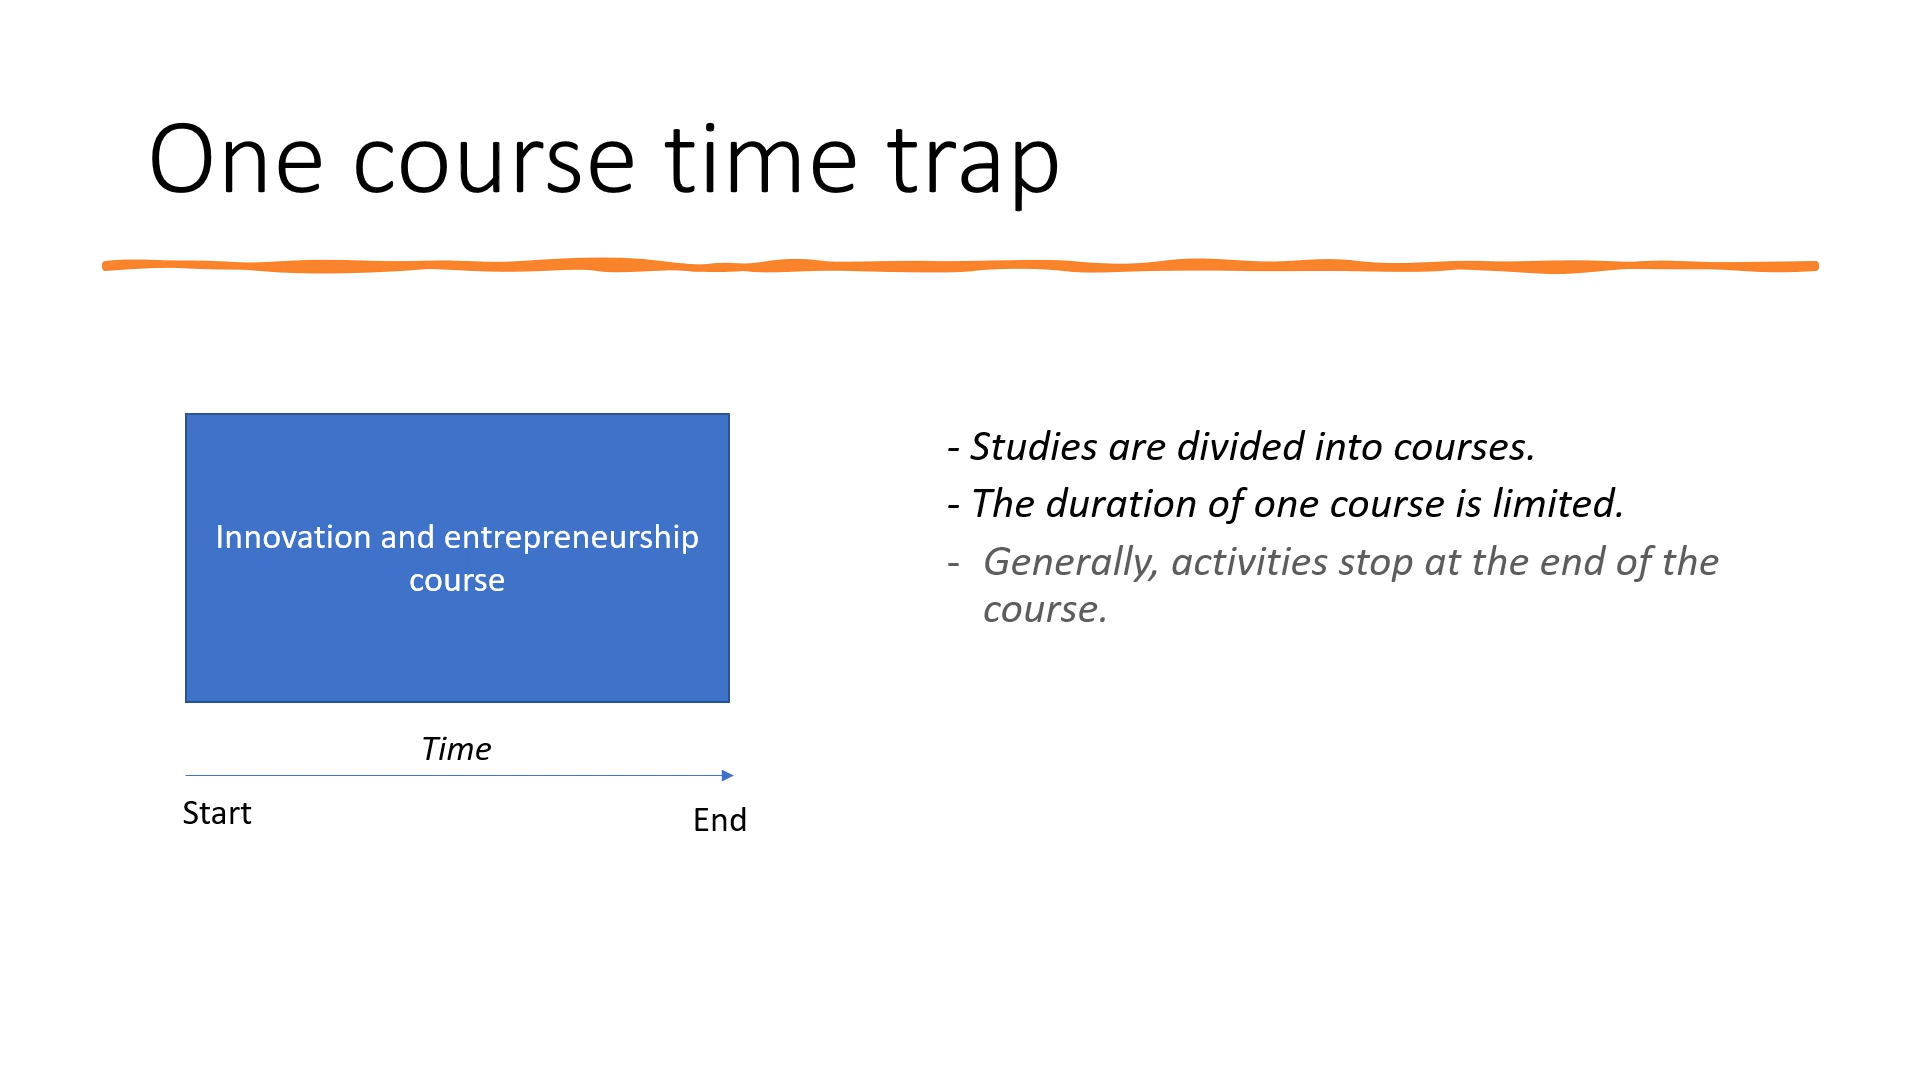 One course time trap
Innovation and entrepreneurship
course
Time
Start
End
- Studies are divided into courses.
- The duration of one course is limited.
- Generally, activities stop at the end of the
course.